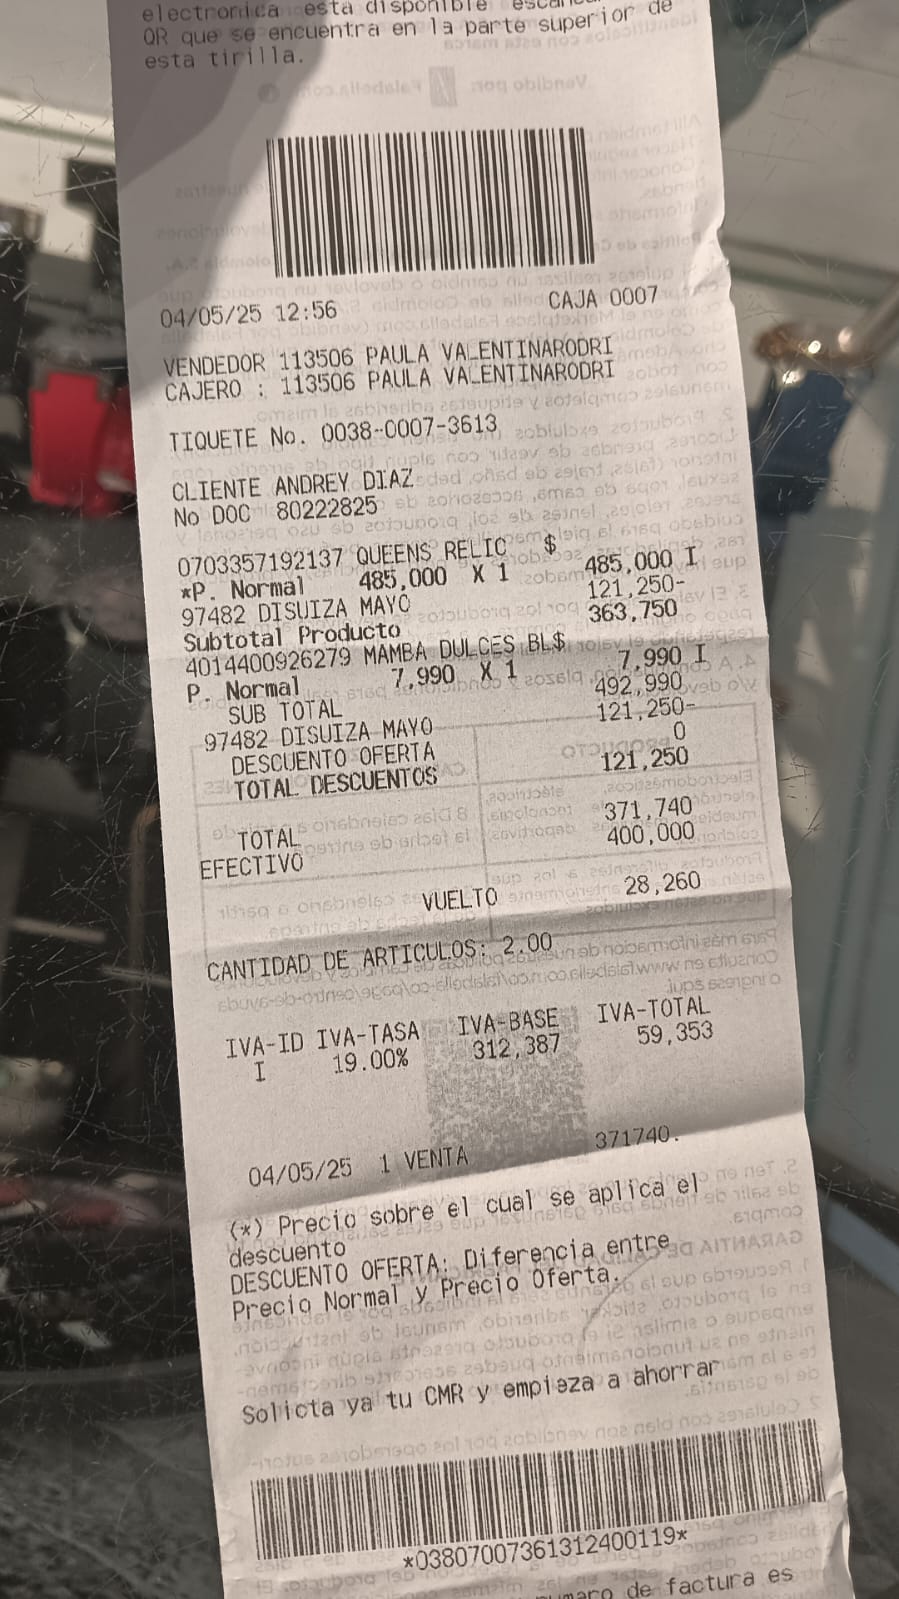 electronica esta disponible
QR que se encuentra en la parte superior de
esta tirilla.
04/05/25 12:56 CAJA 0007
VENDEDOR 113506 PAULA VALENTINARODRI
CAJERO : 113506 PAULA VALENTINARODRI
TIQUETE No. 0038-0007-3613
CLIENTE ANDREY DIAZ
No DOC 80222825
0703357192137 QUEENS RELIC $
*P. Normal 485,000 X 1 485,000 I
97482 DISUIZA MAYO 121,250-
Subtotal Producto 363,750
4014400926279 MAMBA DULCES BL$
P. Normal 7,990 X 1 7,990 I
SUB TOTAL 492,990
97482 DISUIZA MAYO 121,250-
DESCUENTO OFERTA 0
TOTAL DESCUENTOS 121,250
TOTAL 371,740
EFECTIVO 400,000
VUELTO 28,260
CANTIDAD DE ARTICULOS: 2.00
IVA-ID IVA-TASA IVA-BASE IVA-TOTAL
I 19.00% 312,387 59,353
04/05/25 1 VENTA 371740.
(*) Precio sobre el cual se aplica el
descuento
DESCUENTO OFERTA: Diferencia entre
Precio Normal y Precio Oferta.
Solicta ya tu CMR y empieza a ahorrar
*03807007361312400119*
de factura es